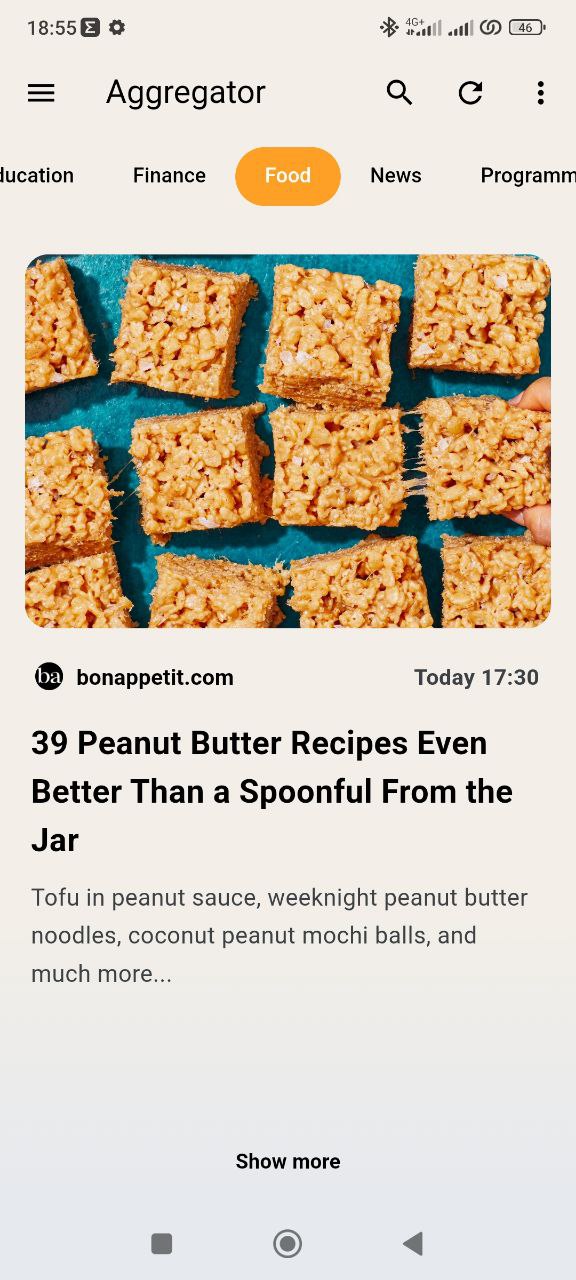 18:55 4G+ 46
Aggregator
ducation Finance Food News Programm
ba bonappetit.com Today 17:30
39 Peanut Butter Recipes Even
Better Than a Spoonful From the
Jar
Tofu in peanut sauce, weeknight peanut butter
noodles, coconut peanut mochi balls, and
much more...
Show more